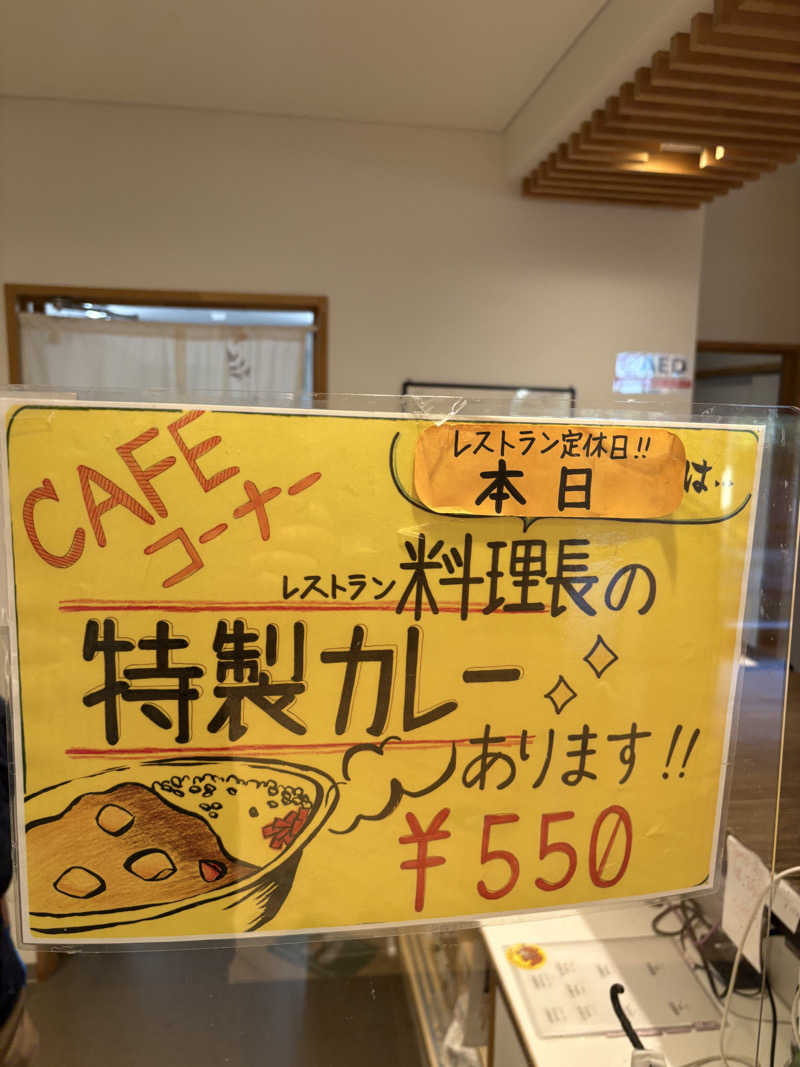 AED
CAFE
コーナー
レストラン定休日!!
本日は...
レストラン料理長の
特製カレー
あります!!
¥550